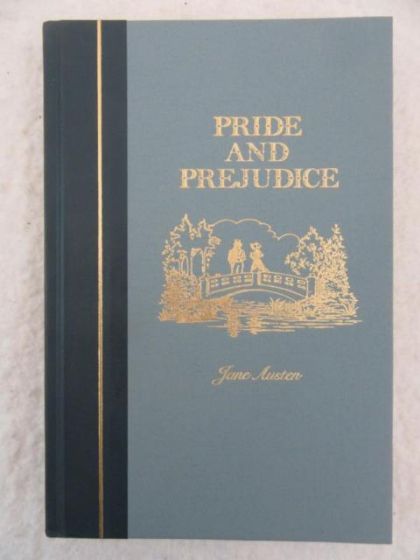 PRIDE
AND
PREJUDICE
Jane Austen